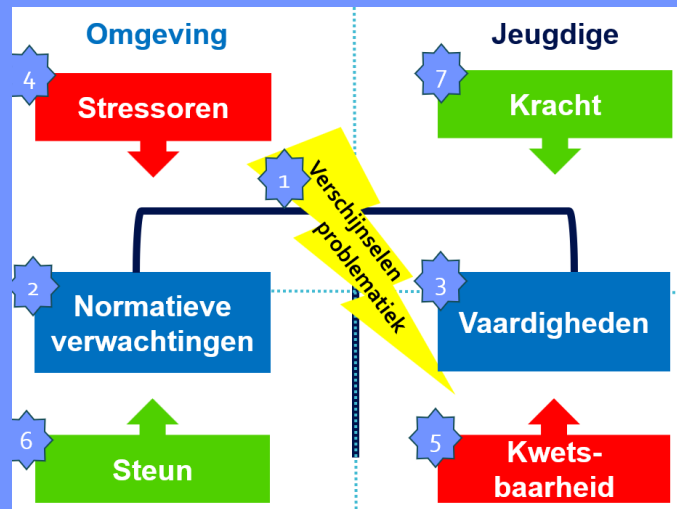 Omgeving
Jeugdige
4
Stressoren
7
Kracht
1
Verschijnselen
problematiek
2
Normatieve
verwachtingen
3
Vaardigheden
6
Steun
5
Kwets-
baarheid